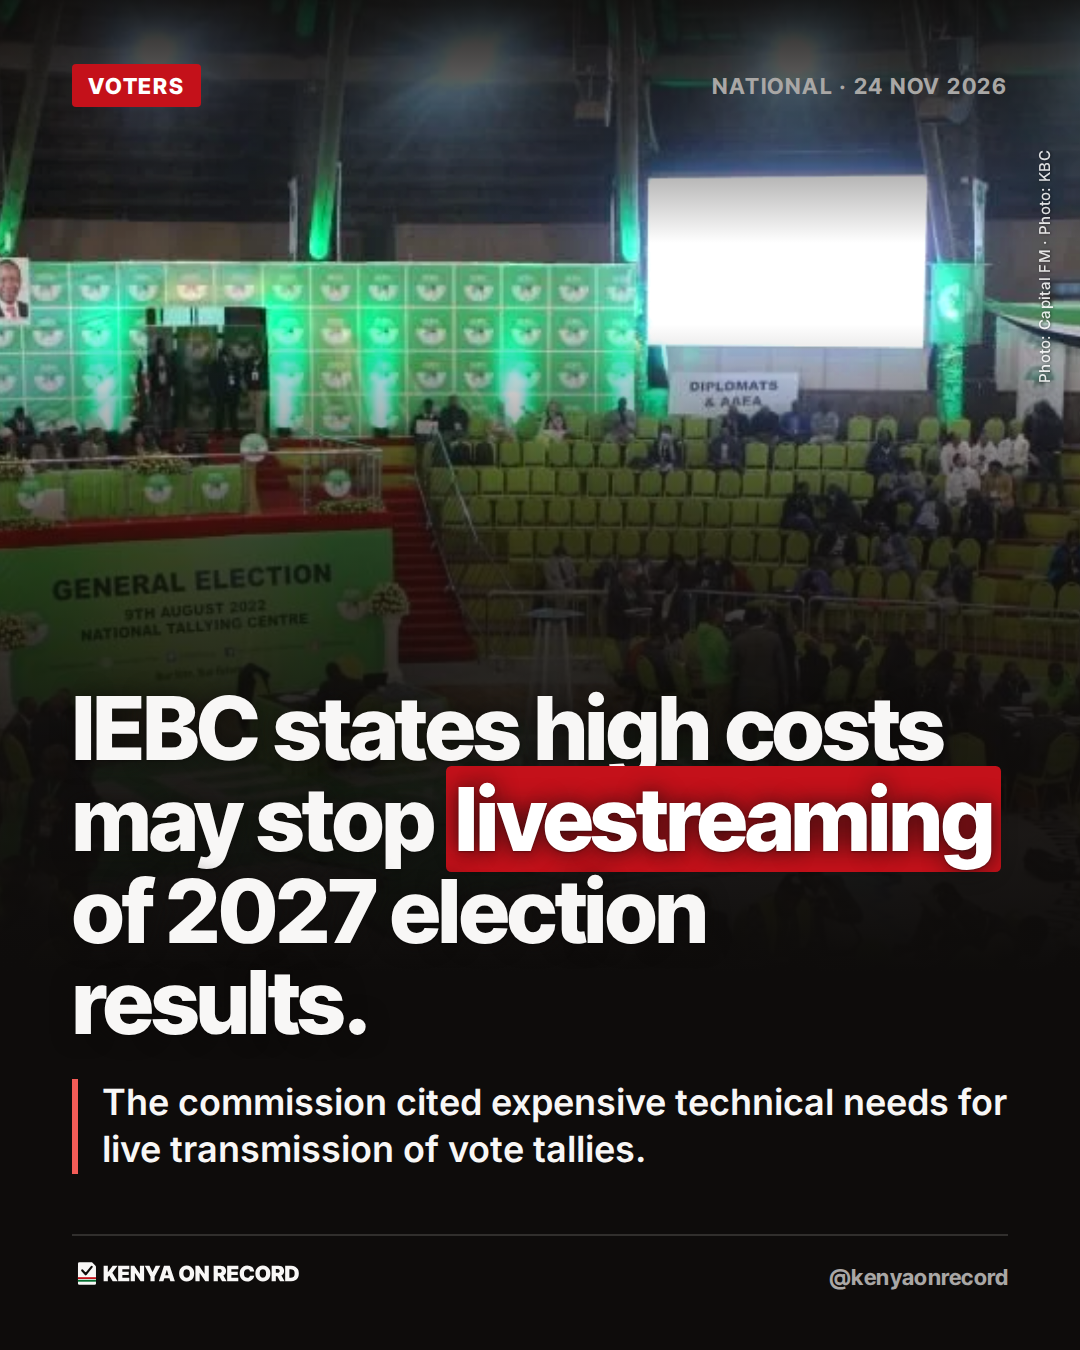 VOTERS
NATIONAL · 24 NOV 2026
Photo: Capital FM · Photo: KBC
DIPLOMATS
& AAEA
GENERAL ELECTION
9TH AUGUST 2022
NATIONAL TALLYING CENTRE
IEBC states high costs
may stop livestreaming
of 2027 election
results.
The commission cited expensive technical needs for
live transmission of vote tallies.
KENYA ON RECORD
@kenyaonrecord